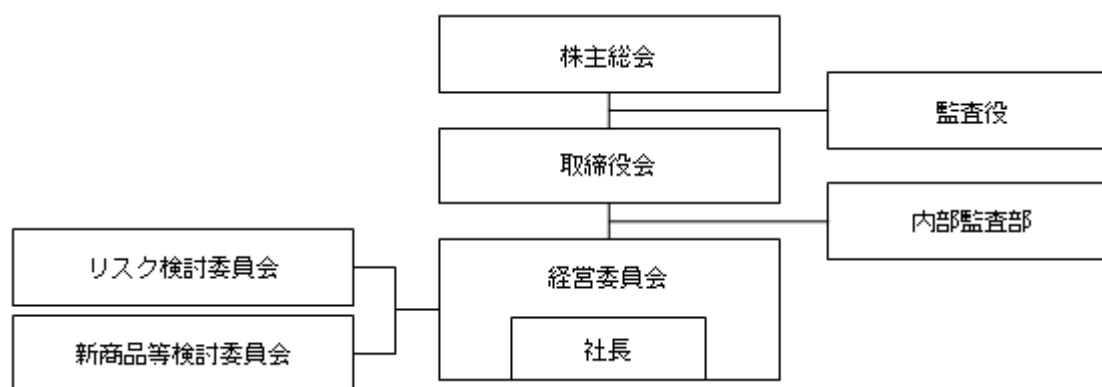 株主総会
監査役
取締役会
内部監査部
リスク検討委員会
経営委員会
新商品等検討委員会
社長